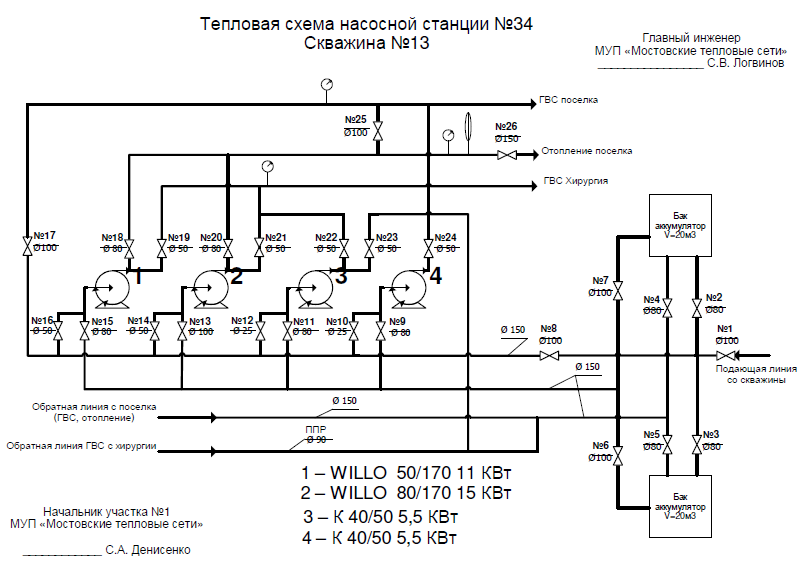 Тепловая схема насосной станции №34
Скважина №13
Главный инженер
МУП «Мостовские тепловые сети»
________________ С.В. Логвинов
ГВС поселка
№25
Ø100
№26
Ø150
Отопление поселка
ГВС Хирургия
№17
Ø100
№18
Ø 80
№19
Ø 50
№20
Ø 80
№21
Ø 50
№22
Ø 50
№23
Ø 50
№24
Ø 50
Бак
аккумулятор
V=20м3
1
2
3
4
№7
Ø100
№4
Ø80
№2
Ø80
№16
Ø 50
№15
Ø 80
№14
Ø 50
№13
Ø 100
№12
Ø 25
№11
Ø 80
№10
Ø 25
№9
Ø 80
Ø 150
№8
Ø100
№1
Ø100
Подающая линия
со скважины
Ø 150
Обратная линия с поселка
(ГВС, отопление)
Ø 150
Обратная линия ГВС с хирургии
ППР
Ø 90
№6
Ø100
№5
Ø80
№3
Ø80
Бак
аккумулятор
V=20м3
1 – WILLO 50/170 11 КВт
2 – WILLO 80/170 15 КВт
3 – К 40/50 5,5 КВт
4 – К 40/50 5,5 КВт
Начальник участка №1
МУП «Мостовские тепловые сети»
____________ С.А. Денисенко